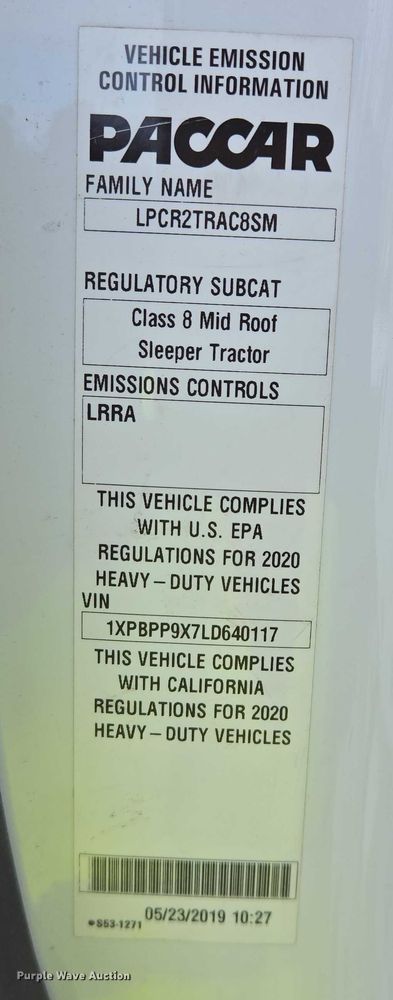 VEHICLE EMISSION
CONTROL INFORMATION
PACCAR
FAMILY NAME
LPCR2TRAC8SM
REGULATORY SUBCAT
Class 8 Mid Roof
Sleeper Tractor
EMISSIONS CONTROLS
LRRA
THIS VEHICLE COMPLIES
WITH U.S. EPA
REGULATIONS FOR 2020
HEAVY–DUTY VEHICLES
VIN
1XPBPP9X7LD640117
THIS VEHICLE COMPLIES
WITH CALIFORNIA
REGULATIONS FOR 2020
HEAVY–DUTY VEHICLES
•S53-1271 05/23/2019 10:27
Purple Wave Auction